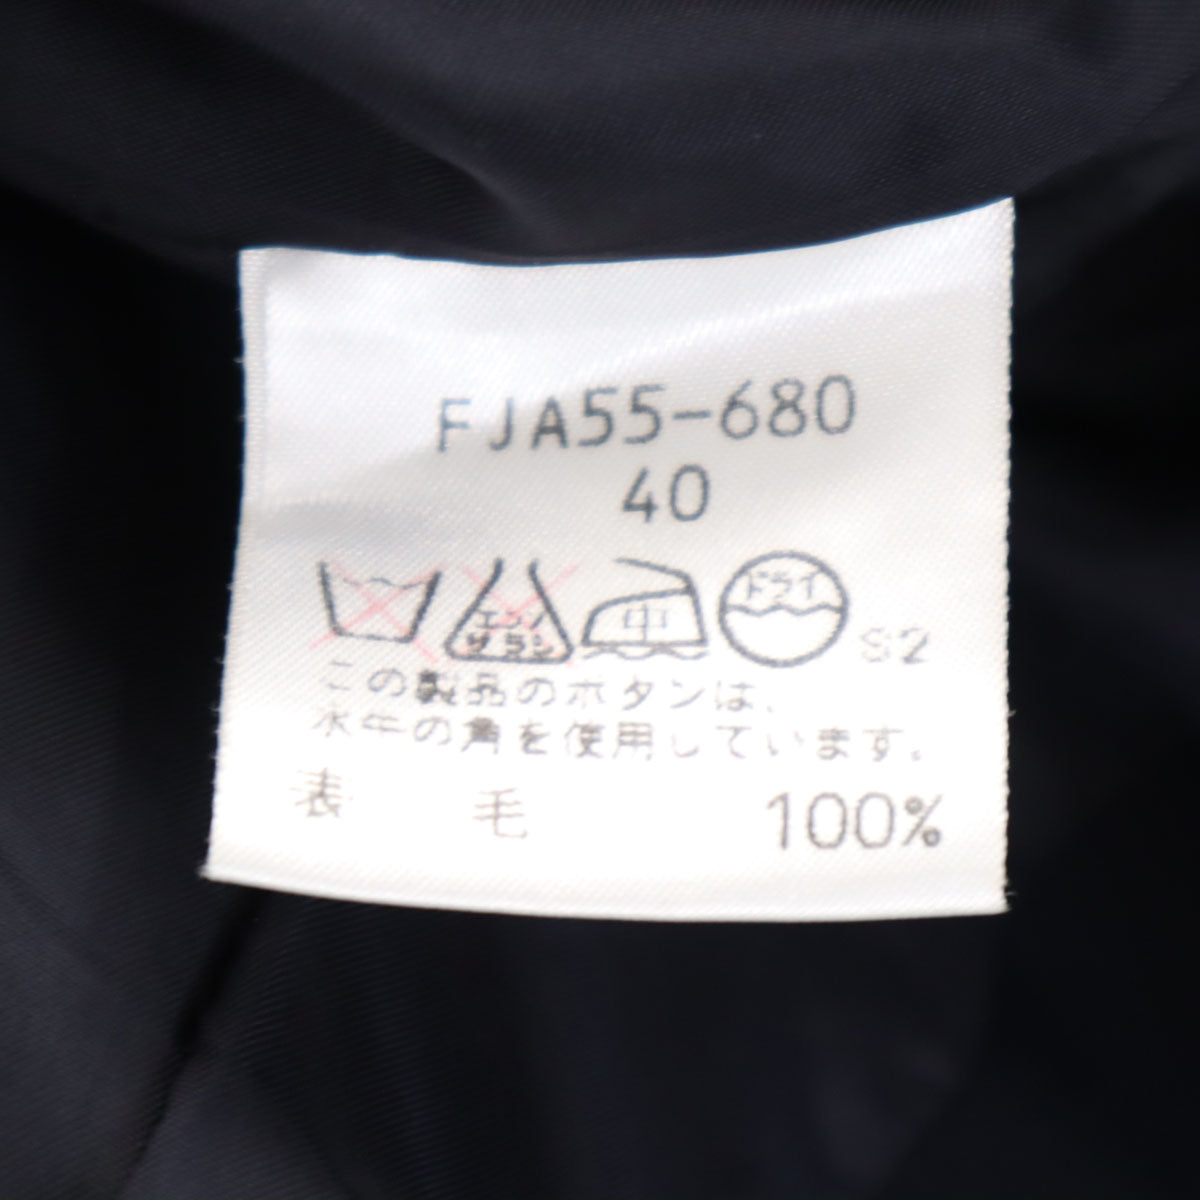 FJA55-680
40
エンソ サラシ 中 ドライ S2
この製品のボタンは、
水牛の角を使用しています。
表 毛 100%